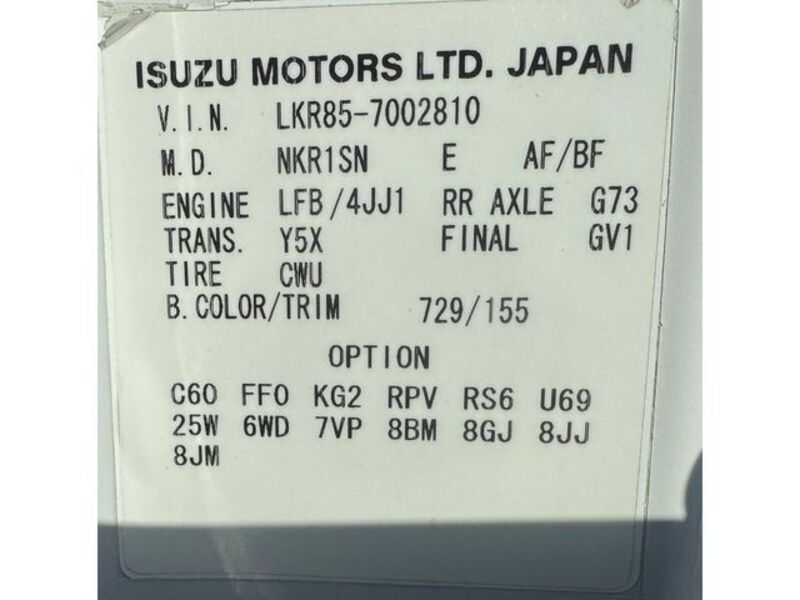 ISUZU MOTORS LTD. JAPAN
V.I.N. LKR85-7002810
M.D. NKR1SN E AF/BF
ENGINE LFB/4JJ1 RR AXLE G73
TRANS. Y5X FINAL GV1
TIRE CWU
B.COLOR/TRIM 729/155
OPTION
C60 FF0 KG2 RPV RS6 U69
25W 6WD 7VP 8BM 8GJ 8JJ
8JM